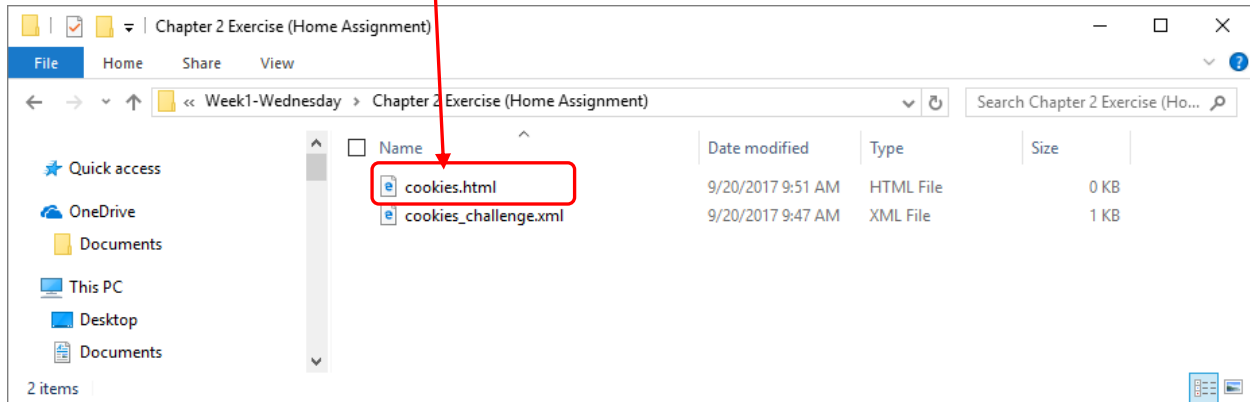 Chapter 2 Exercise (Home Assignment)
File Home Share View
« Week1-Wednesday > Chapter 2 Exercise (Home Assignment) Search Chapter 2 Exercise (Ho...
Name Date modified Type Size
Quick access
cookies.html 9/20/2017 9:51 AM HTML File 0 KB
OneDrive
cookies_challenge.xml 9/20/2017 9:47 AM XML File 1 KB
Documents
This PC
Desktop
Documents
2 items